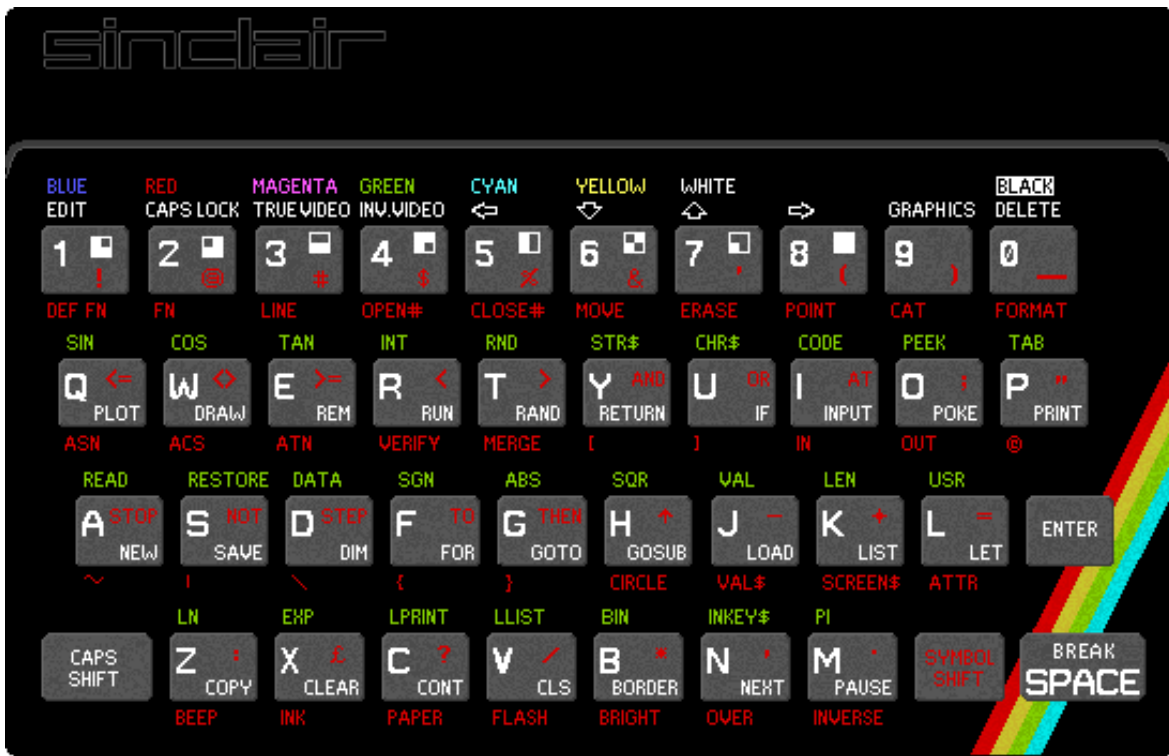 sinclair
BLUE RED MAGENTA GREEN CYAN YELLOW WHITE BLACK
EDIT CAPS LOCK TRUE VIDEO INV.VIDEO ⇦ ⇩ ⇧ ⇨ GRAPHICS DELETE
1 ! 2 @ 3 # 4 $ 5 % 6 & 7 ' 8 ( 9 ) 0 _
DEF FN FN LINE OPEN# CLOSE# MOVE ERASE POINT CAT FORMAT
SIN COS TAN INT RND STR$ CHR$ CODE PEEK TAB
Q <= W <> E >= R < T > Y AND U OR I AT O ; P "
PLOT DRAW REM RUN RAND RETURN IF INPUT POKE PRINT
ASN ACS ATN VERIFY MERGE [ ] IN OUT ©
READ RESTORE DATA SGN ABS SQR VAL LEN USR
A STOP S NOT D STEP F TO G THEN H ↑ J − K + L = ENTER
NEW SAVE DIM FOR GOTO GOSUB LOAD LIST LET
~ | \ { } CIRCLE VAL$ SCREEN$ ATTR
LN EXP LPRINT LLIST BIN INKEY$ PI
CAPS SHIFT Z : X £ C ? V / B * N , M . SYMBOL SHIFT BREAK SPACE
COPY CLEAR CONT CLS BORDER NEXT PAUSE
BEEP INK PAPER FLASH BRIGHT OVER INVERSE